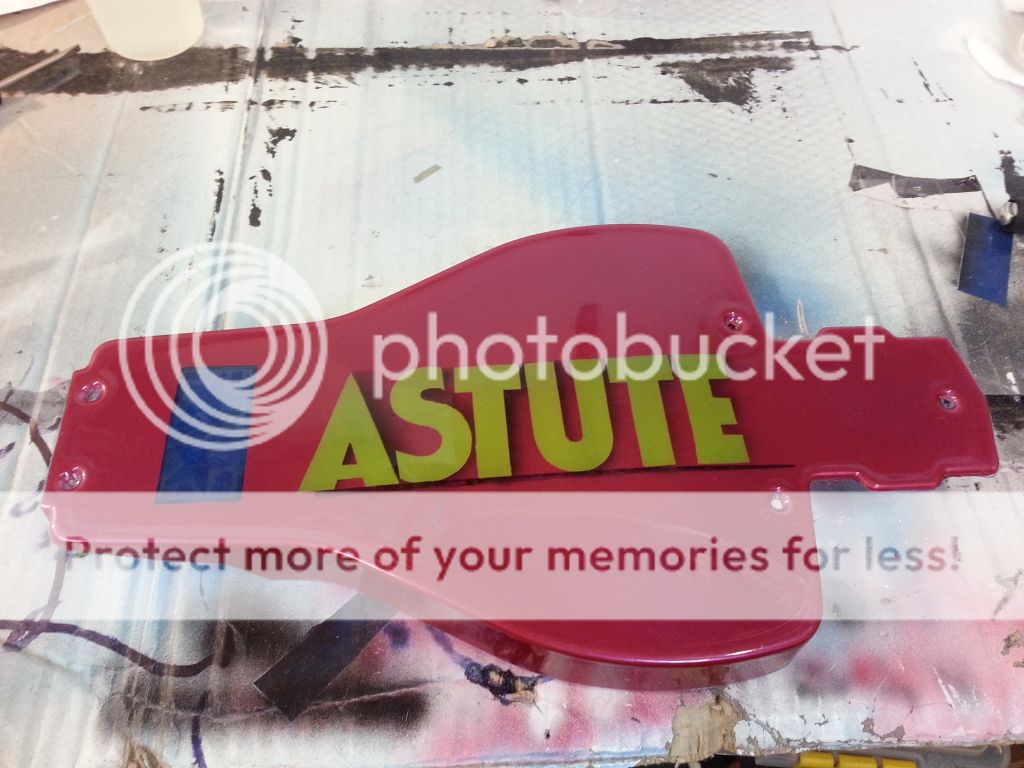 photobucket
ASTUTE
Protect more of your memories for less!